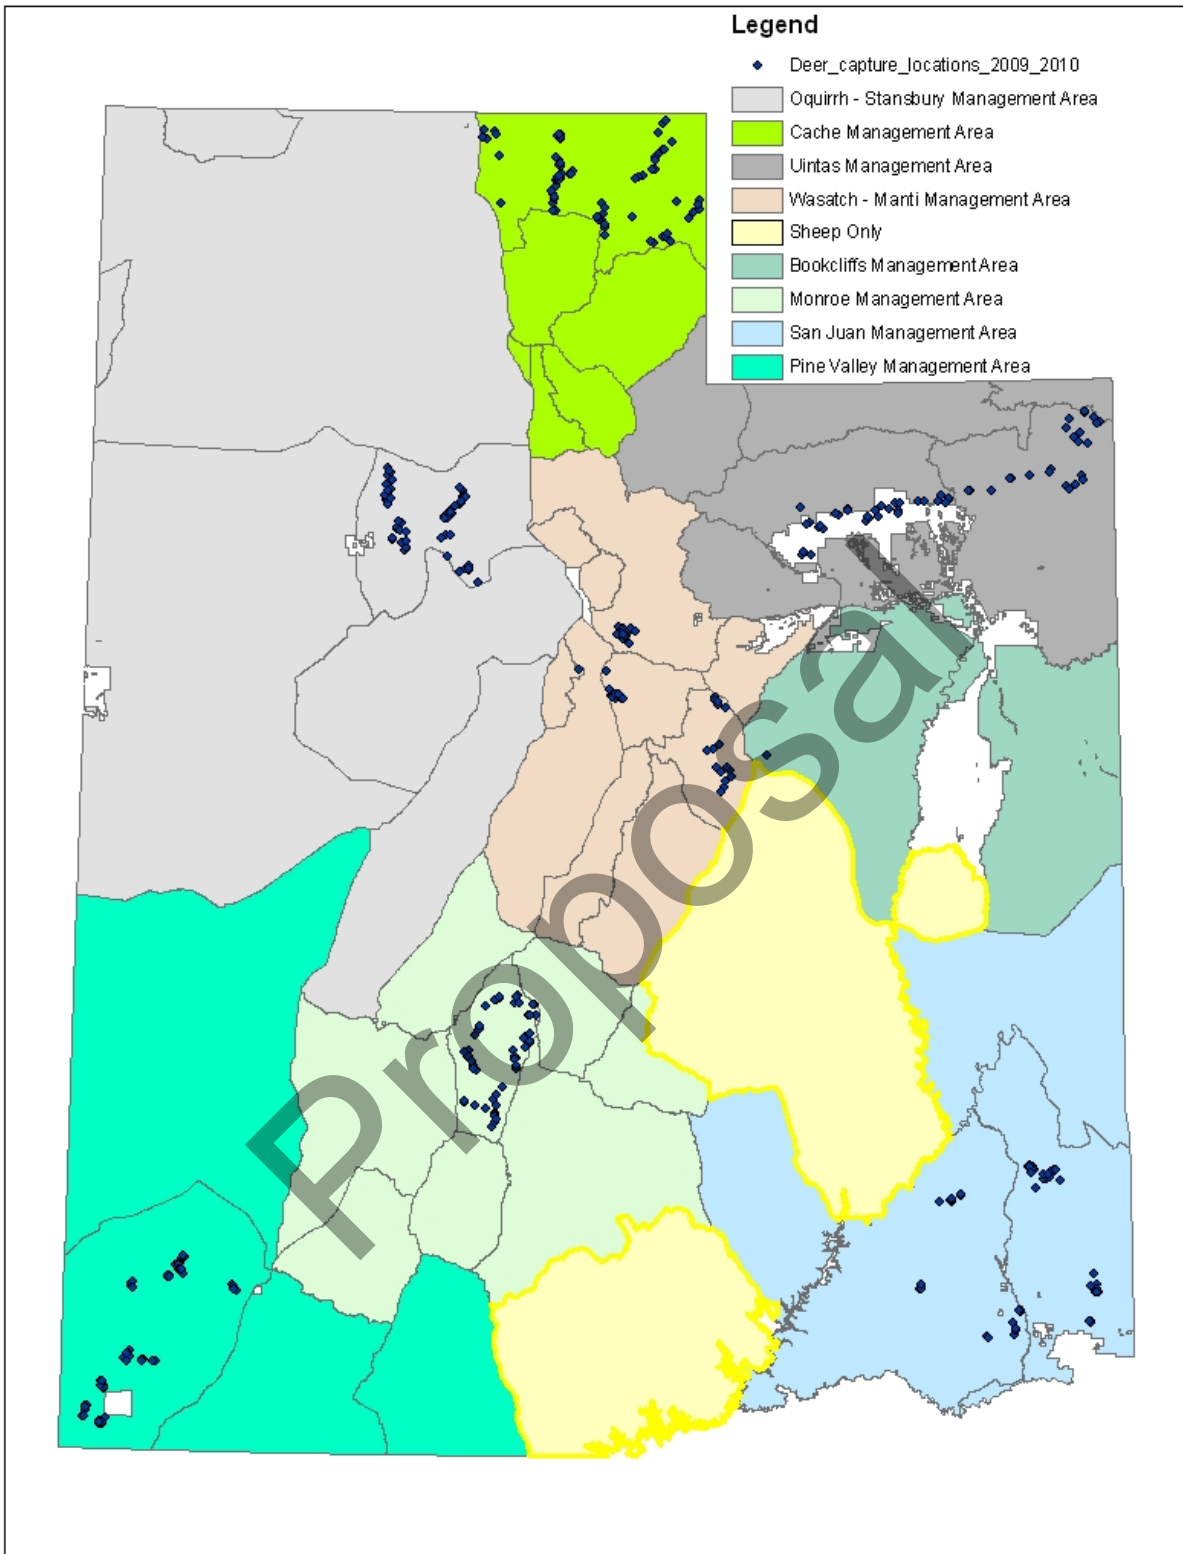 Legend
Deer_capture_locations_2009_2010
Oquirrh - Stansbury Management Area
Cache Management Area
Uintas Management Area
Wasatch - Manti Management Area
Sheep Only
Bookcliffs Management Area
Monroe Management Area
San Juan Management Area
Pine Valley Management Area
Proposal